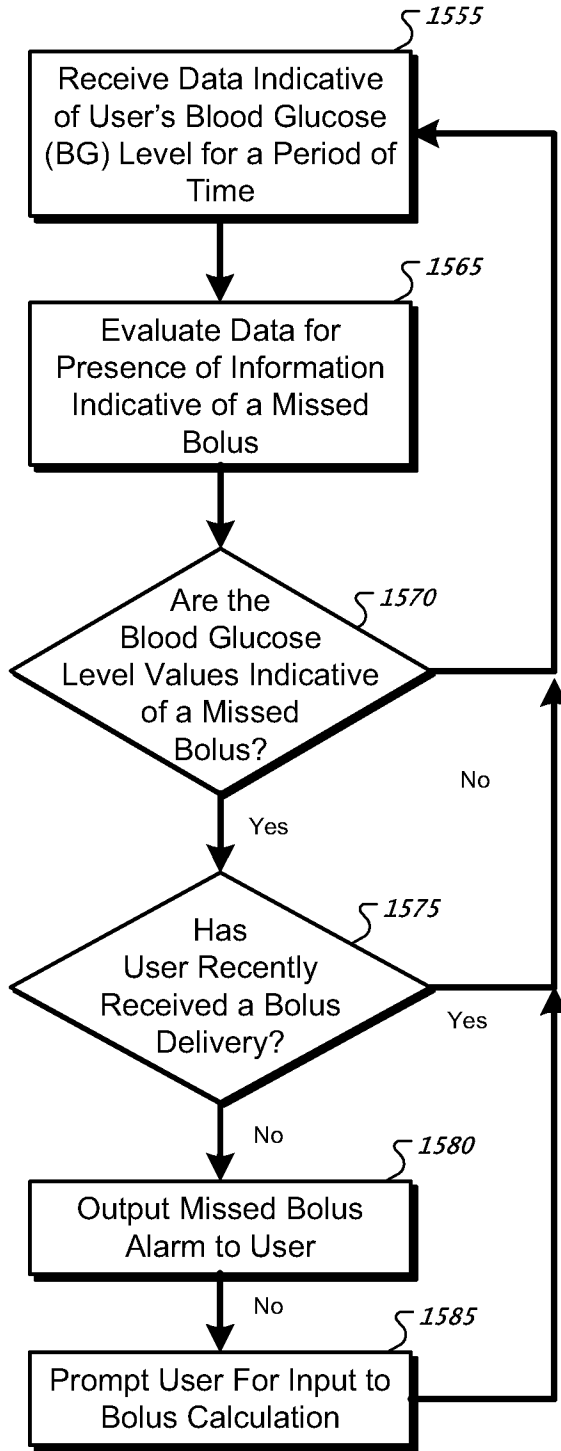 1555
Receive Data Indicative
of User's Blood Glucose
(BG) Level for a Period of
Time
1565
Evaluate Data for
Presence of Information
Indicative of a Missed
Bolus
1570
Are the
Blood Glucose
Level Values Indicative
of a Missed
Bolus?
No
Yes
1575
Has
User Recently
Received a Bolus
Delivery?
Yes
No
1580
Output Missed Bolus
Alarm to User
No
1585
Prompt User For Input to
Bolus Calculation